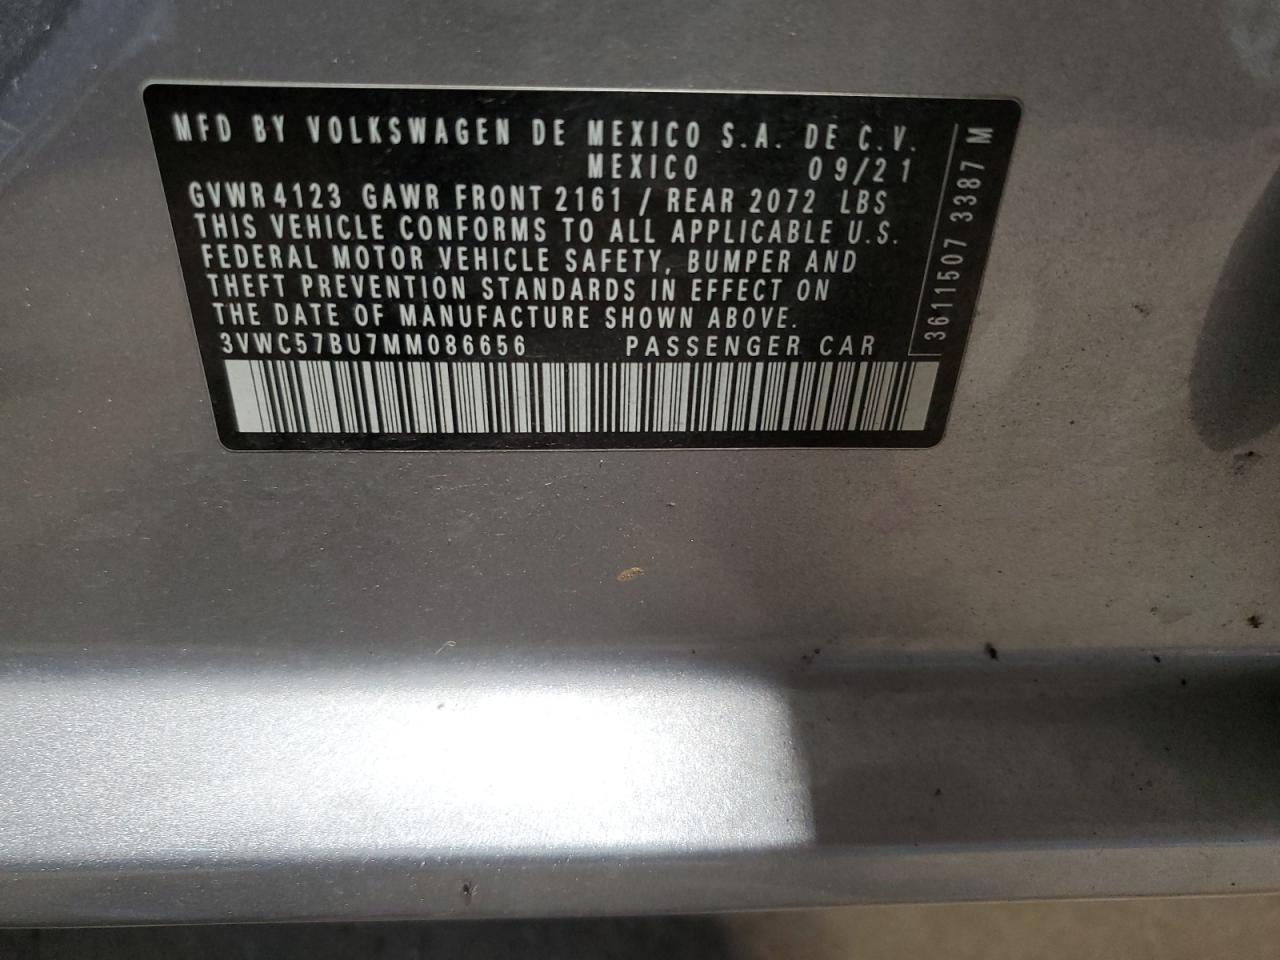 MFD BY VOLKSWAGEN DE MEXICO S.A. DE C.V.
MEXICO 09/21
GVWR 4123 GAWR FRONT 2161 / REAR 2072 LBS
THIS VEHICLE CONFORMS TO ALL APPLICABLE U.S.
FEDERAL MOTOR VEHICLE SAFETY, BUMPER AND
THEFT PREVENTION STANDARDS IN EFFECT ON
THE DATE OF MANUFACTURE SHOWN ABOVE.
3VWC57BU7MM086656 PASSENGER CAR
3611507 3387 M